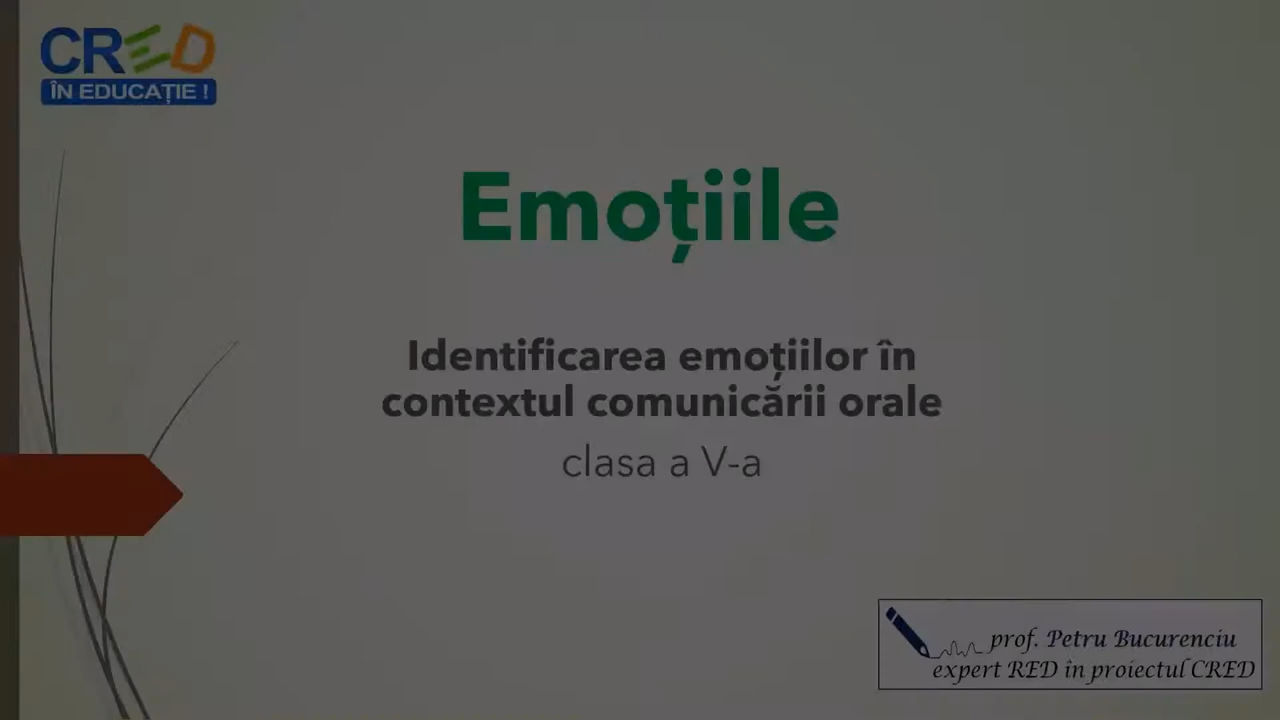 CRED
ÎN EDUCAȚIE !
Emoțiile
Identificarea emoțiilor în
contextul comunicării orale
clasa a V-a
prof. Petru Bucurenciu
expert RED în proiectul CRED